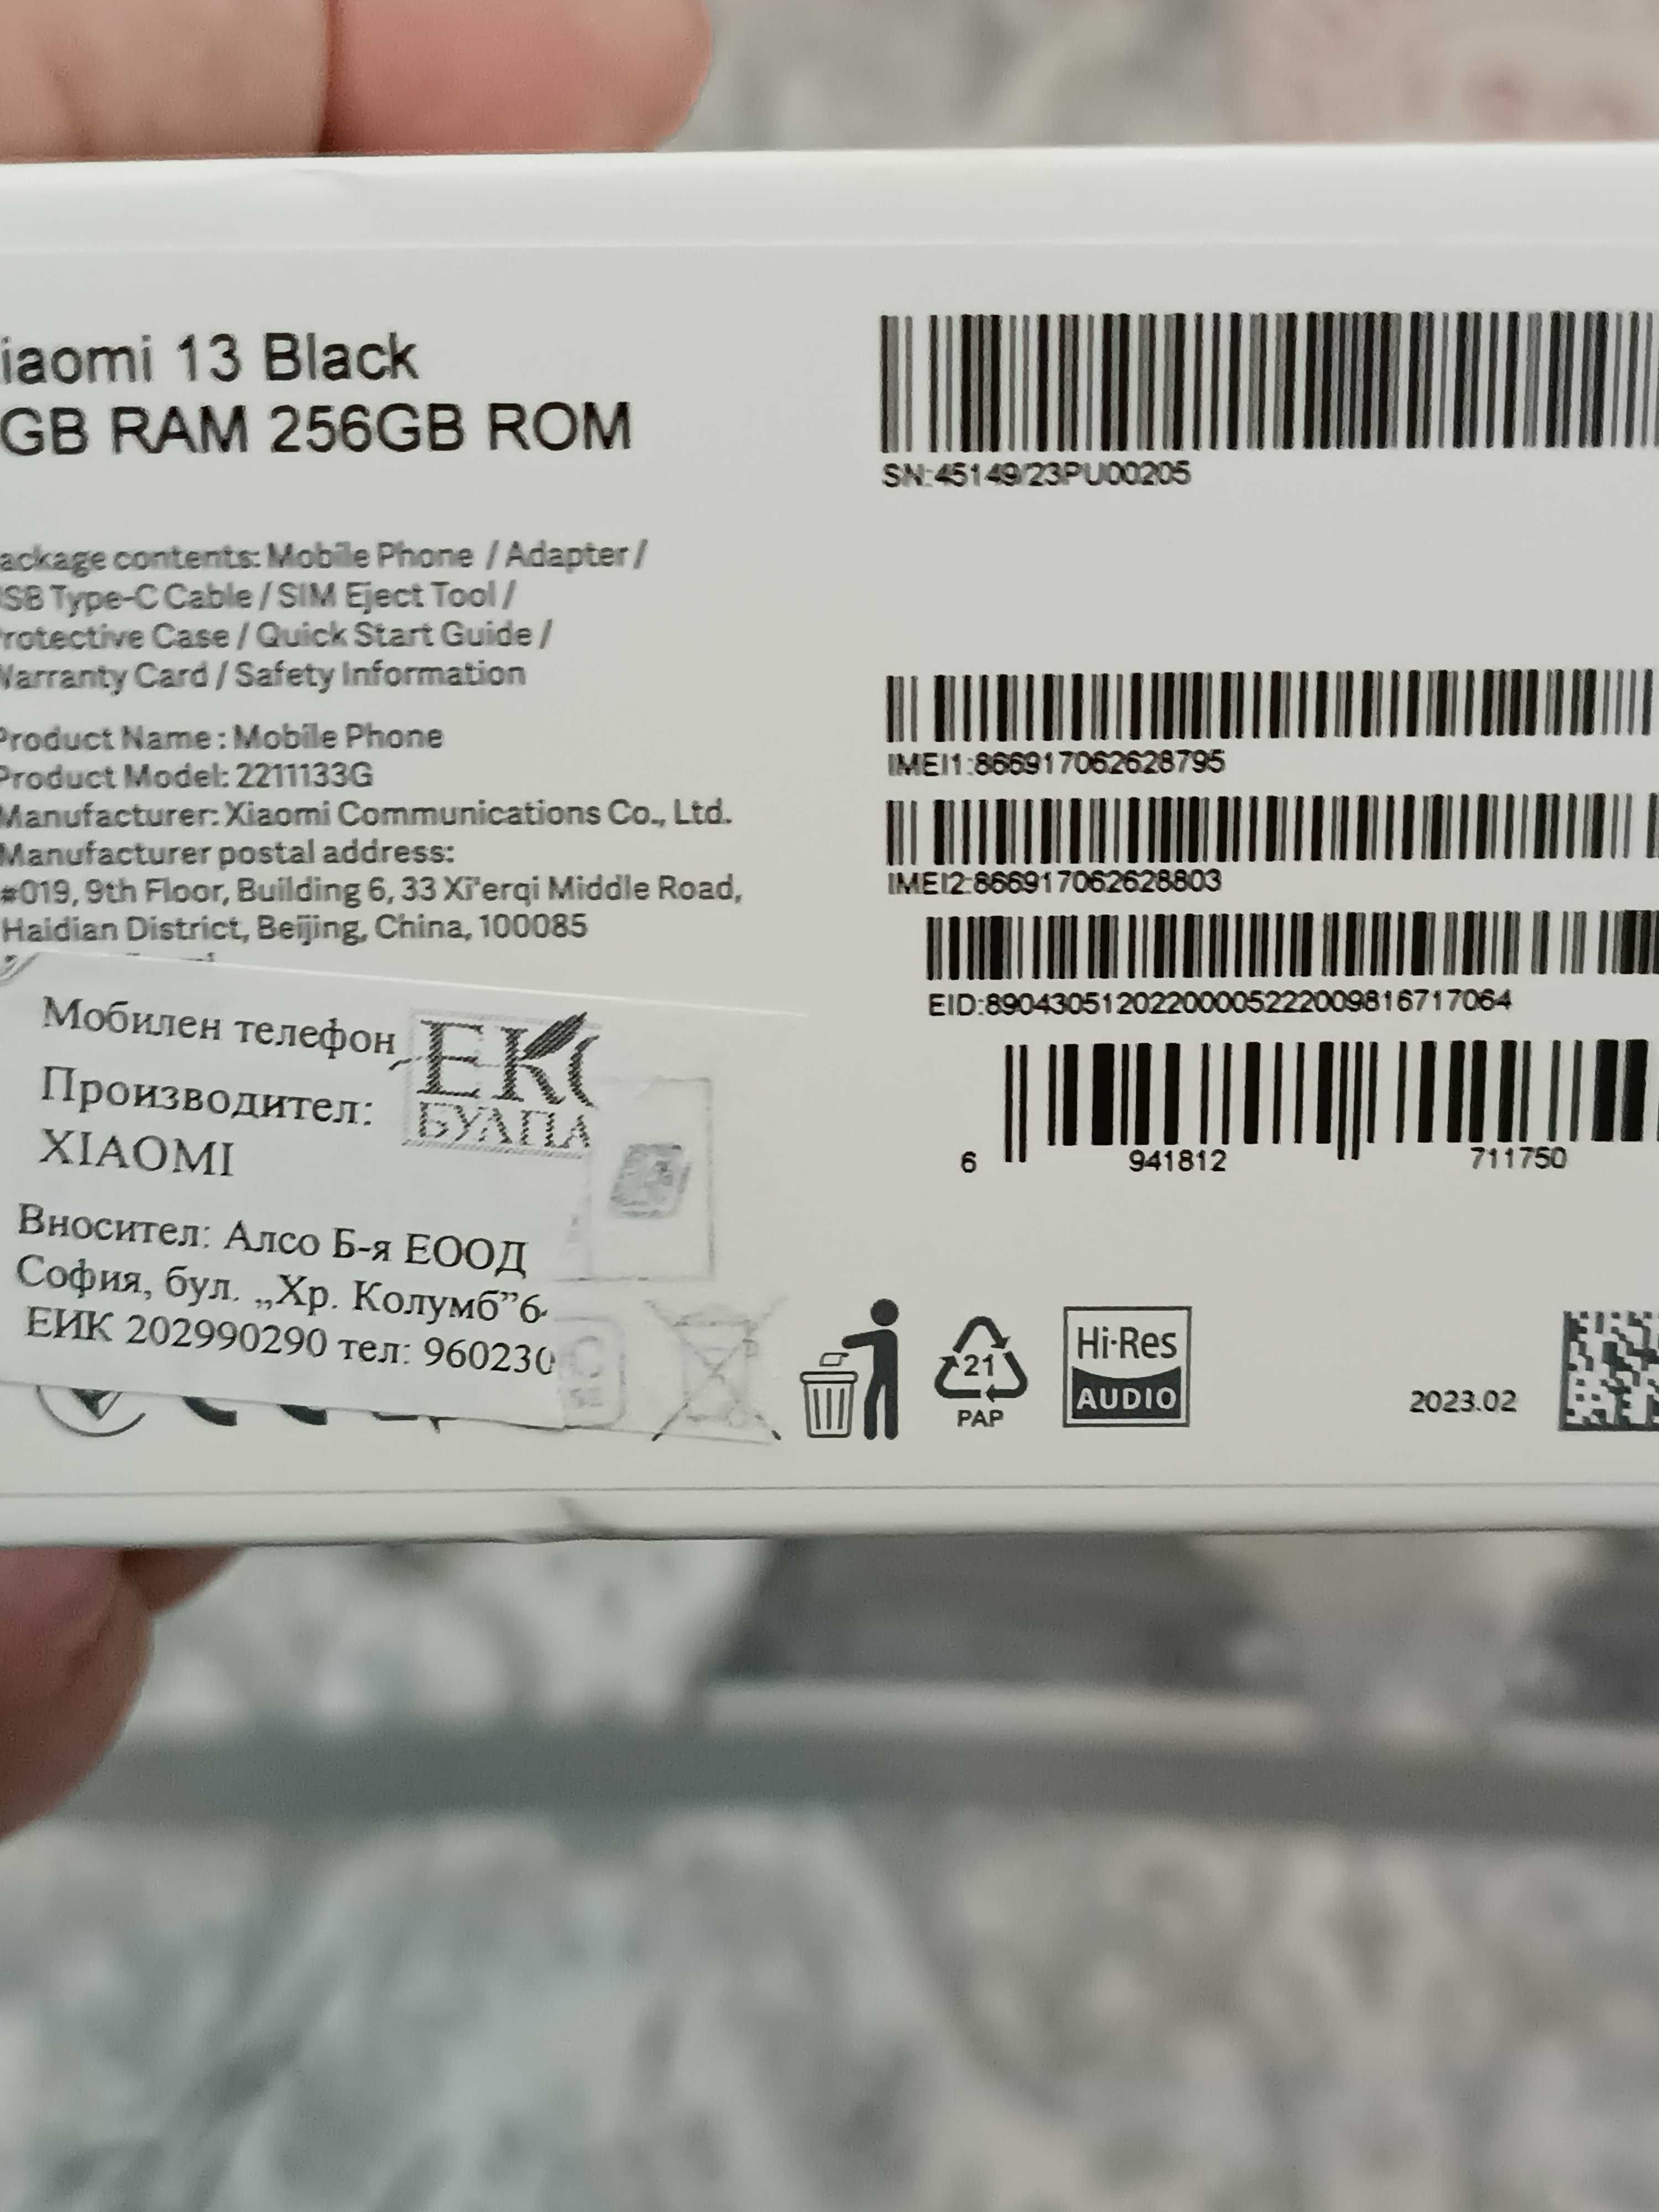 iaomi 13 Black
GB RAM 256GB ROM
ackage contents: Mobile Phone / Adapter /
SB Type-C Cable / SIM Eject Tool /
rotective Case / Quick Start Guide /
Warranty Card / Safety Information
Product Name : Mobile Phone
Product Model: 2211133G
Manufacturer: Xiaomi Communications Co., Ltd.
Manufacturer postal address:
#019, 9th Floor, Building 6, 33 Xi'erqi Middle Road,
Haidian District, Beijing, China, 100085
Мобилен телефон
Производител:
XIAOMI
ЕКО
БУЛПА
Вносител: Алсо Б-я ЕООД
София, бул. „Хр. Колумб”6
ЕИК 202990290 тел: 960230
SN:45149/23PU00205
IMEI1:866917062628795
IMEI2:866917062628803
EID:89043051202200005222009816717064
6 941812 711750
21
PAP
Hi-Res
AUDIO
2023.02